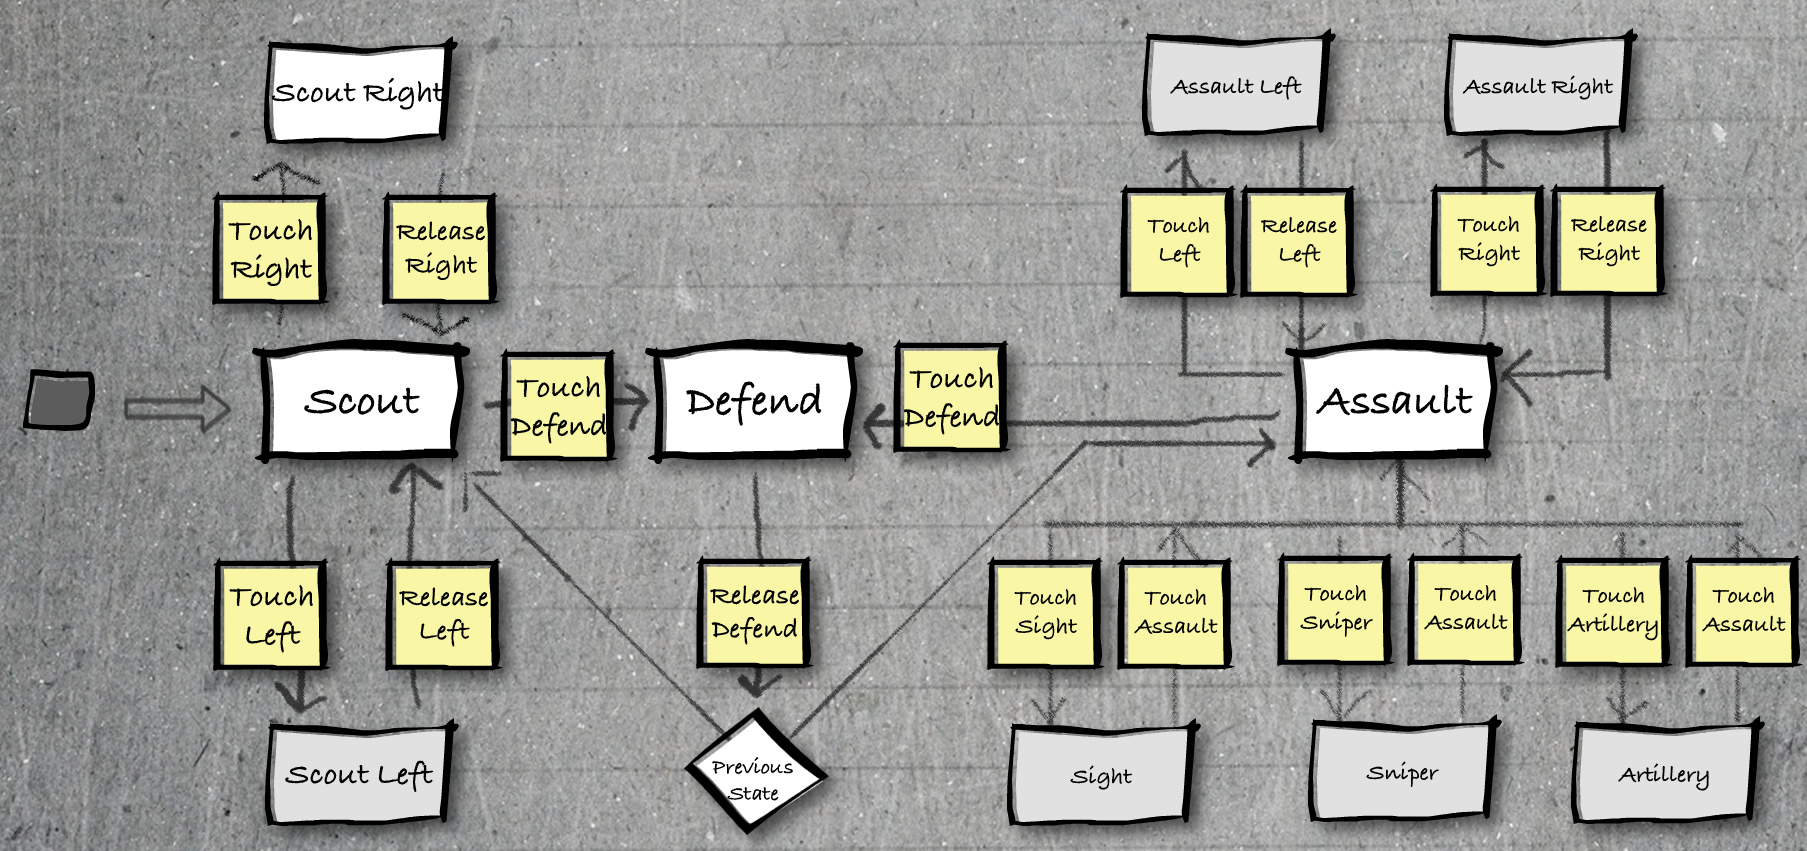 Scout Right
Assault Left
Assault Right
Touch
Right
Release
Right
Touch
Left
Release
Left
Touch
Right
Release
Right
Scout
Touch
Defend
Defend
Touch
Defend
Assault
Touch
Left
Release
Left
Release
Defend
Touch
Sight
Touch
Assault
Touch
Sniper
Touch
Assault
Touch
Artillery
Touch
Assault
Scout Left
Previous
State
Sight
Sniper
Artillery